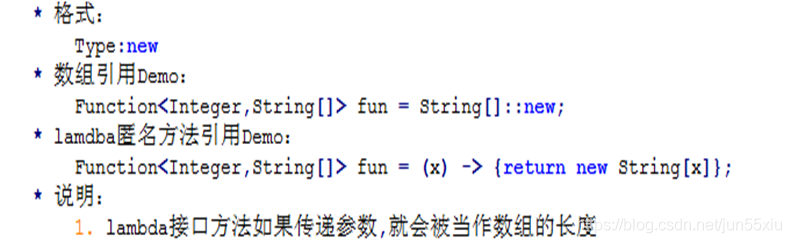 * 格式:
Type:new
* 数组引用Demo:
Function<Integer,String[]> fun = String[]::new;
* lamdba匿名方法引用Demo:
Function<Integer,String[]> fun = (x) -> {return new String[x]};
* 说明:
1. lambda接口方法如果传递参数,就会被当作数组的长度
https://blog.csdn.net/jun55xiu